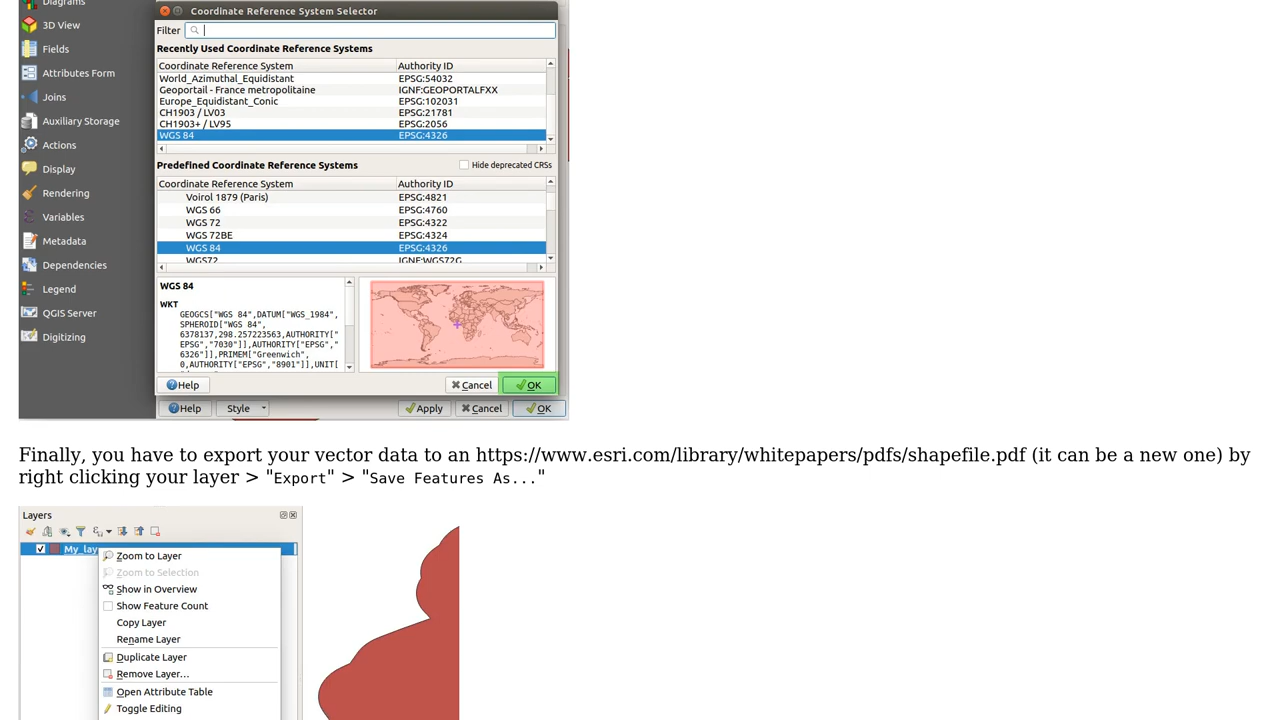 Diagrams
3D View
Fields
Attributes Form
Joins
Auxiliary Storage
Actions
Display
Rendering
Variables
Metadata
Dependencies
Legend
QGIS Server
Digitizing
Coordinate Reference System Selector
Filter
Recently Used Coordinate Reference Systems
Coordinate Reference System Authority ID
World_Azimuthal_Equidistant EPSG:54032
Geoportail - France metropolitaine IGNF:GEOPORTALFXX
Europe_Equidistant_Conic EPSG:102031
CH1903 / LV03 EPSG:21781
CH1903+ / LV95 EPSG:2056
WGS 84 EPSG:4326
Predefined Coordinate Reference Systems Hide deprecated CRSs
Coordinate Reference System Authority ID
Voirol 1879 (Paris) EPSG:4821
WGS 66 EPSG:4760
WGS 72 EPSG:4322
WGS 72BE EPSG:4324
WGS 84 EPSG:4326
WGS72 IGNF:WGS72G
WGS 84
WKT
GEOGCS["WGS 84",DATUM["WGS_1984",
SPHEROID["WGS 84",
6378137,298.257223563,AUTHORITY["
EPSG","7030"]],AUTHORITY["EPSG","
6326"]],PRIMEM["Greenwich",
0,AUTHORITY["EPSG","8901"]],UNIT[
Help Cancel OK
Help Style Apply Cancel OK
Finally, you have to export your vector data to an https://www.esri.com/library/whitepapers/pdfs/shapefile.pdf (it can be a new one) by
right clicking your layer > "Export" > "Save Features As..."
Layers
My_lay
Zoom to Layer
Zoom to Selection
Show in Overview
Show Feature Count
Copy Layer
Rename Layer
Duplicate Layer
Remove Layer...
Open Attribute Table
Toggle Editing